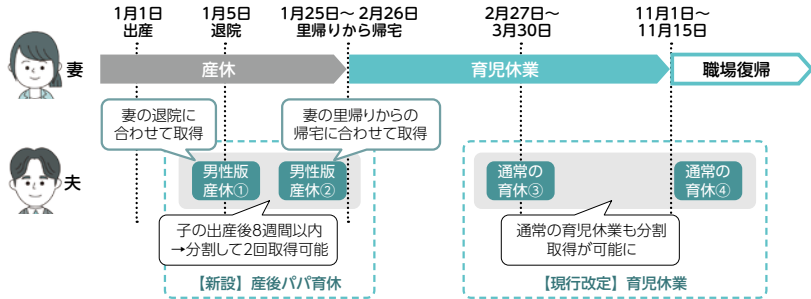 1月1日
出産
1月5日
退院
1月25日～ 2月26日
里帰りから帰宅
2月27日～
3月30日
11月1日～
11月15日
妻
産休
育児休業
職場復帰
妻の退院に
合わせて取得
妻の里帰りからの
帰宅に合わせて取得
夫
男性版
産休①
男性版
産休②
通常の
育休③
通常の
育休④
子の出産後8週間以内
→分割して2回取得可能
通常の育児休業も分割
取得が可能に
【新設】産後パパ育休
【現行改定】育児休業